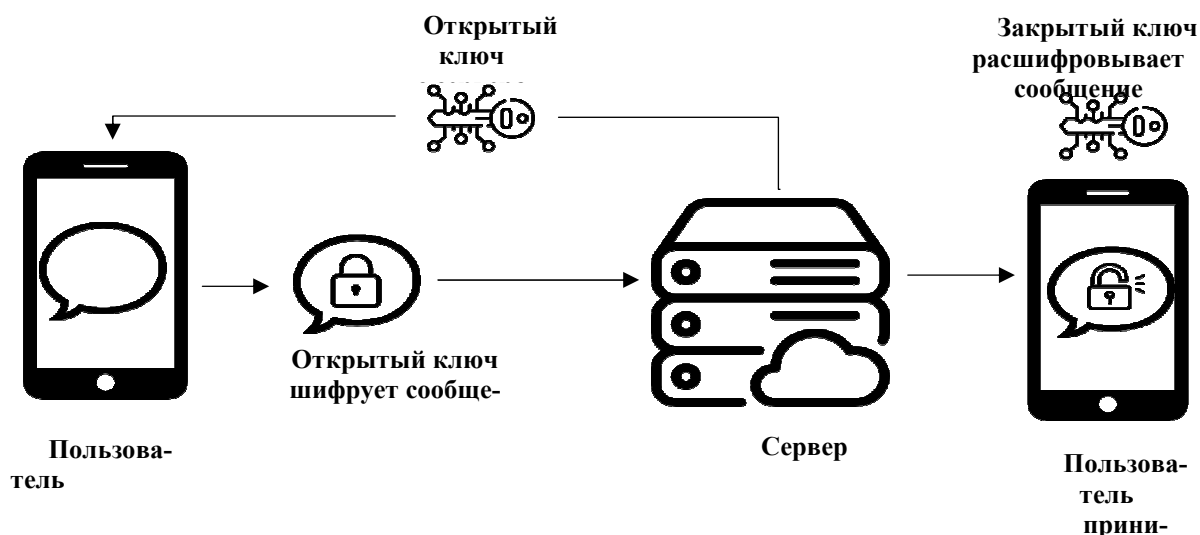 Открытый
ключ
Закрытый ключ
расшифровывает
сообщение
Открытый ключ
шифрует сообще-
Пользова-
тель
Сервер
Пользова-
тель
прини-